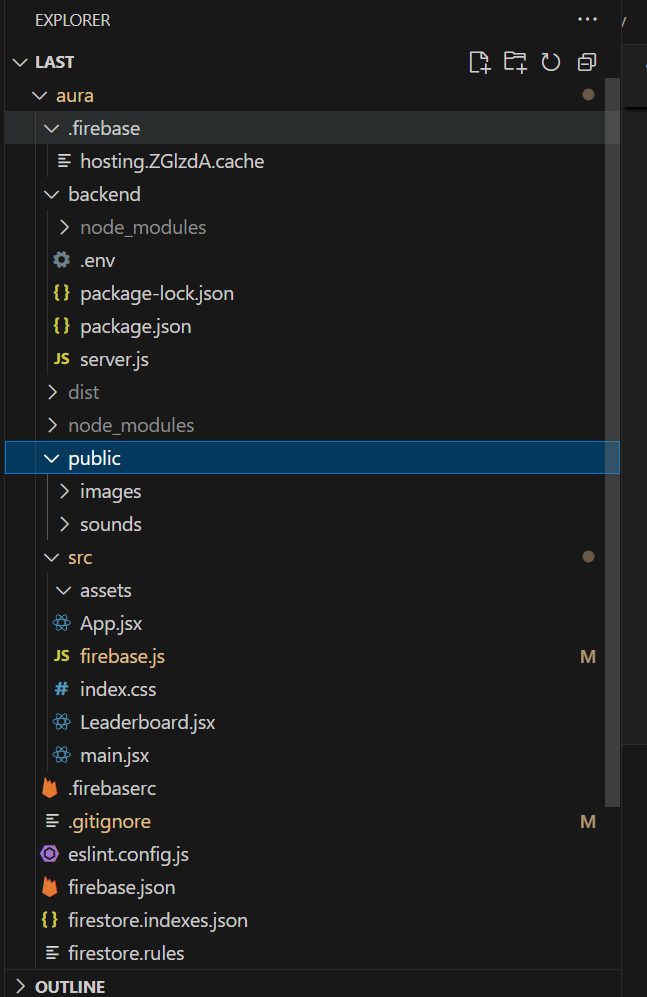 EXPLORER
LAST
aura
.firebase
hosting.ZGlzdA.cache
backend
node_modules
.env
{} package-lock.json
{} package.json
JS server.js
dist
node_modules
public
images
sounds
src
assets
App.jsx
JS firebase.js M
# index.css
Leaderboard.jsx
main.jsx
.firebaserc
.gitignore M
eslint.config.js
firebase.json
{} firestore.indexes.json
firestore.rules
OUTLINE